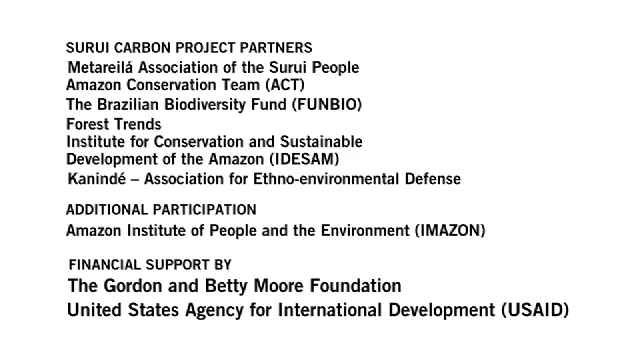 SURUI CARBON PROJECT PARTNERS
Metareilá Association of the Surui People
Amazon Conservation Team (ACT)
The Brazilian Biodiversity Fund (FUNBIO)
Forest Trends
Institute for Conservation and Sustainable
Development of the Amazon (IDESAM)
Kanindé – Association for Ethno-environmental Defense
ADDITIONAL PARTICIPATION
Amazon Institute of People and the Environment (IMAZON)
FINANCIAL SUPPORT BY
The Gordon and Betty Moore Foundation
United States Agency for International Development (USAID)